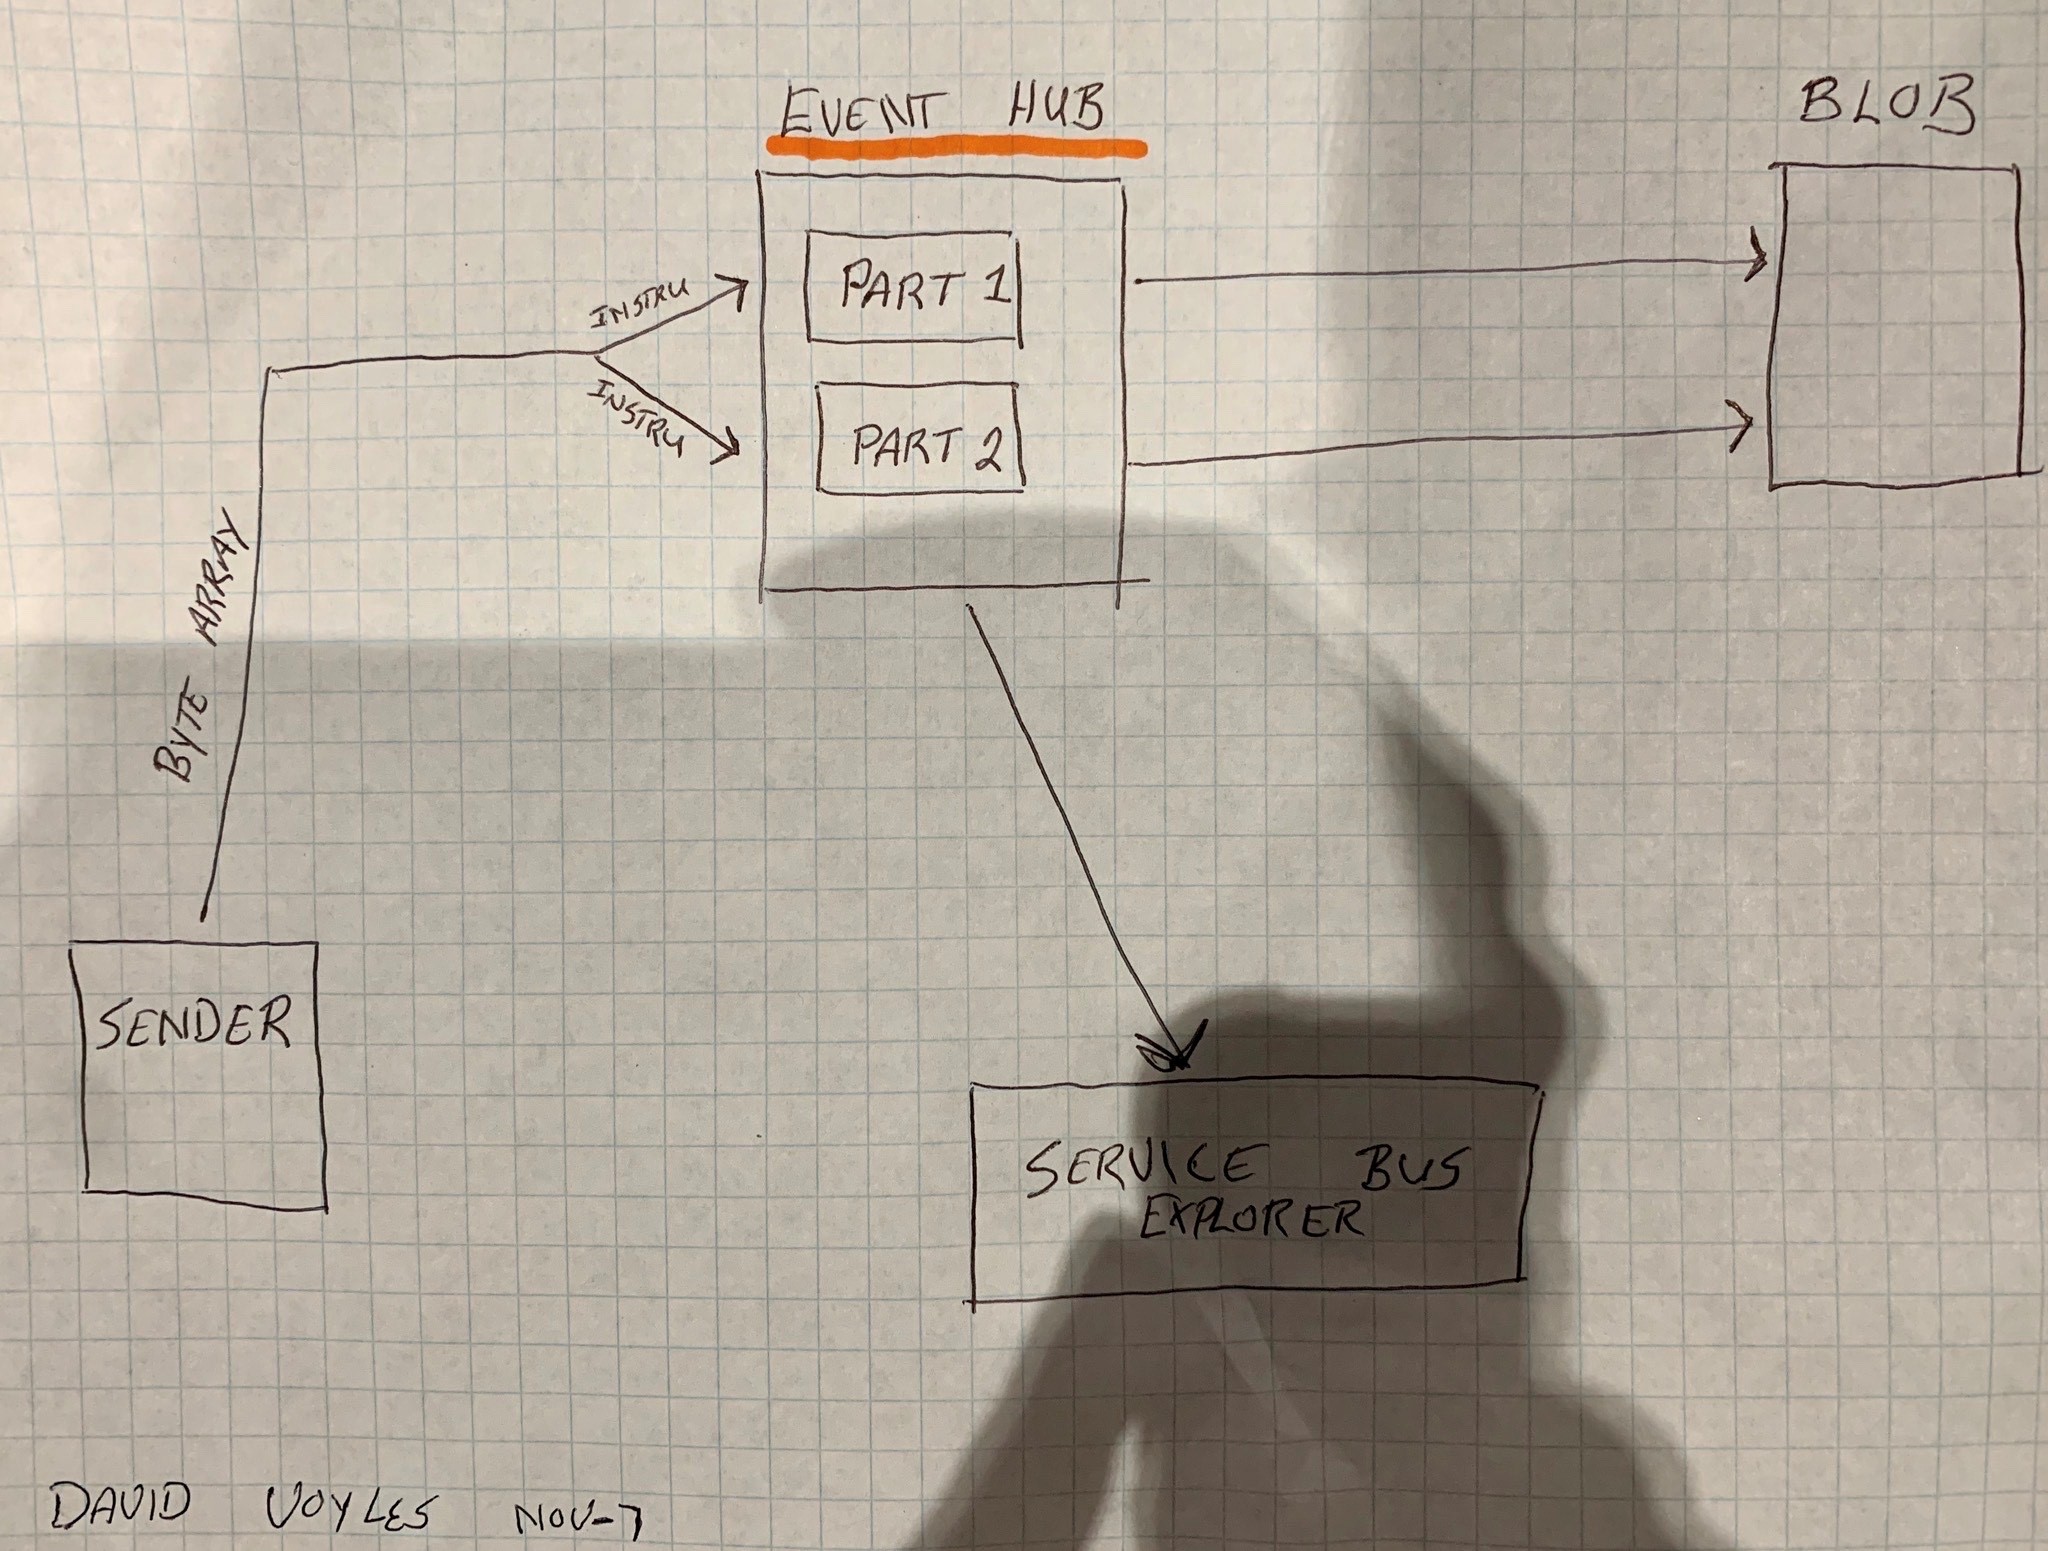 EVENT HUB
BLOB
PART 1
INSTRU
PART 2
INSTRU
BYTE ARRAY
SENDER
SERVICE BUS
EXPLORER
DAVID VOYLES NOV-7